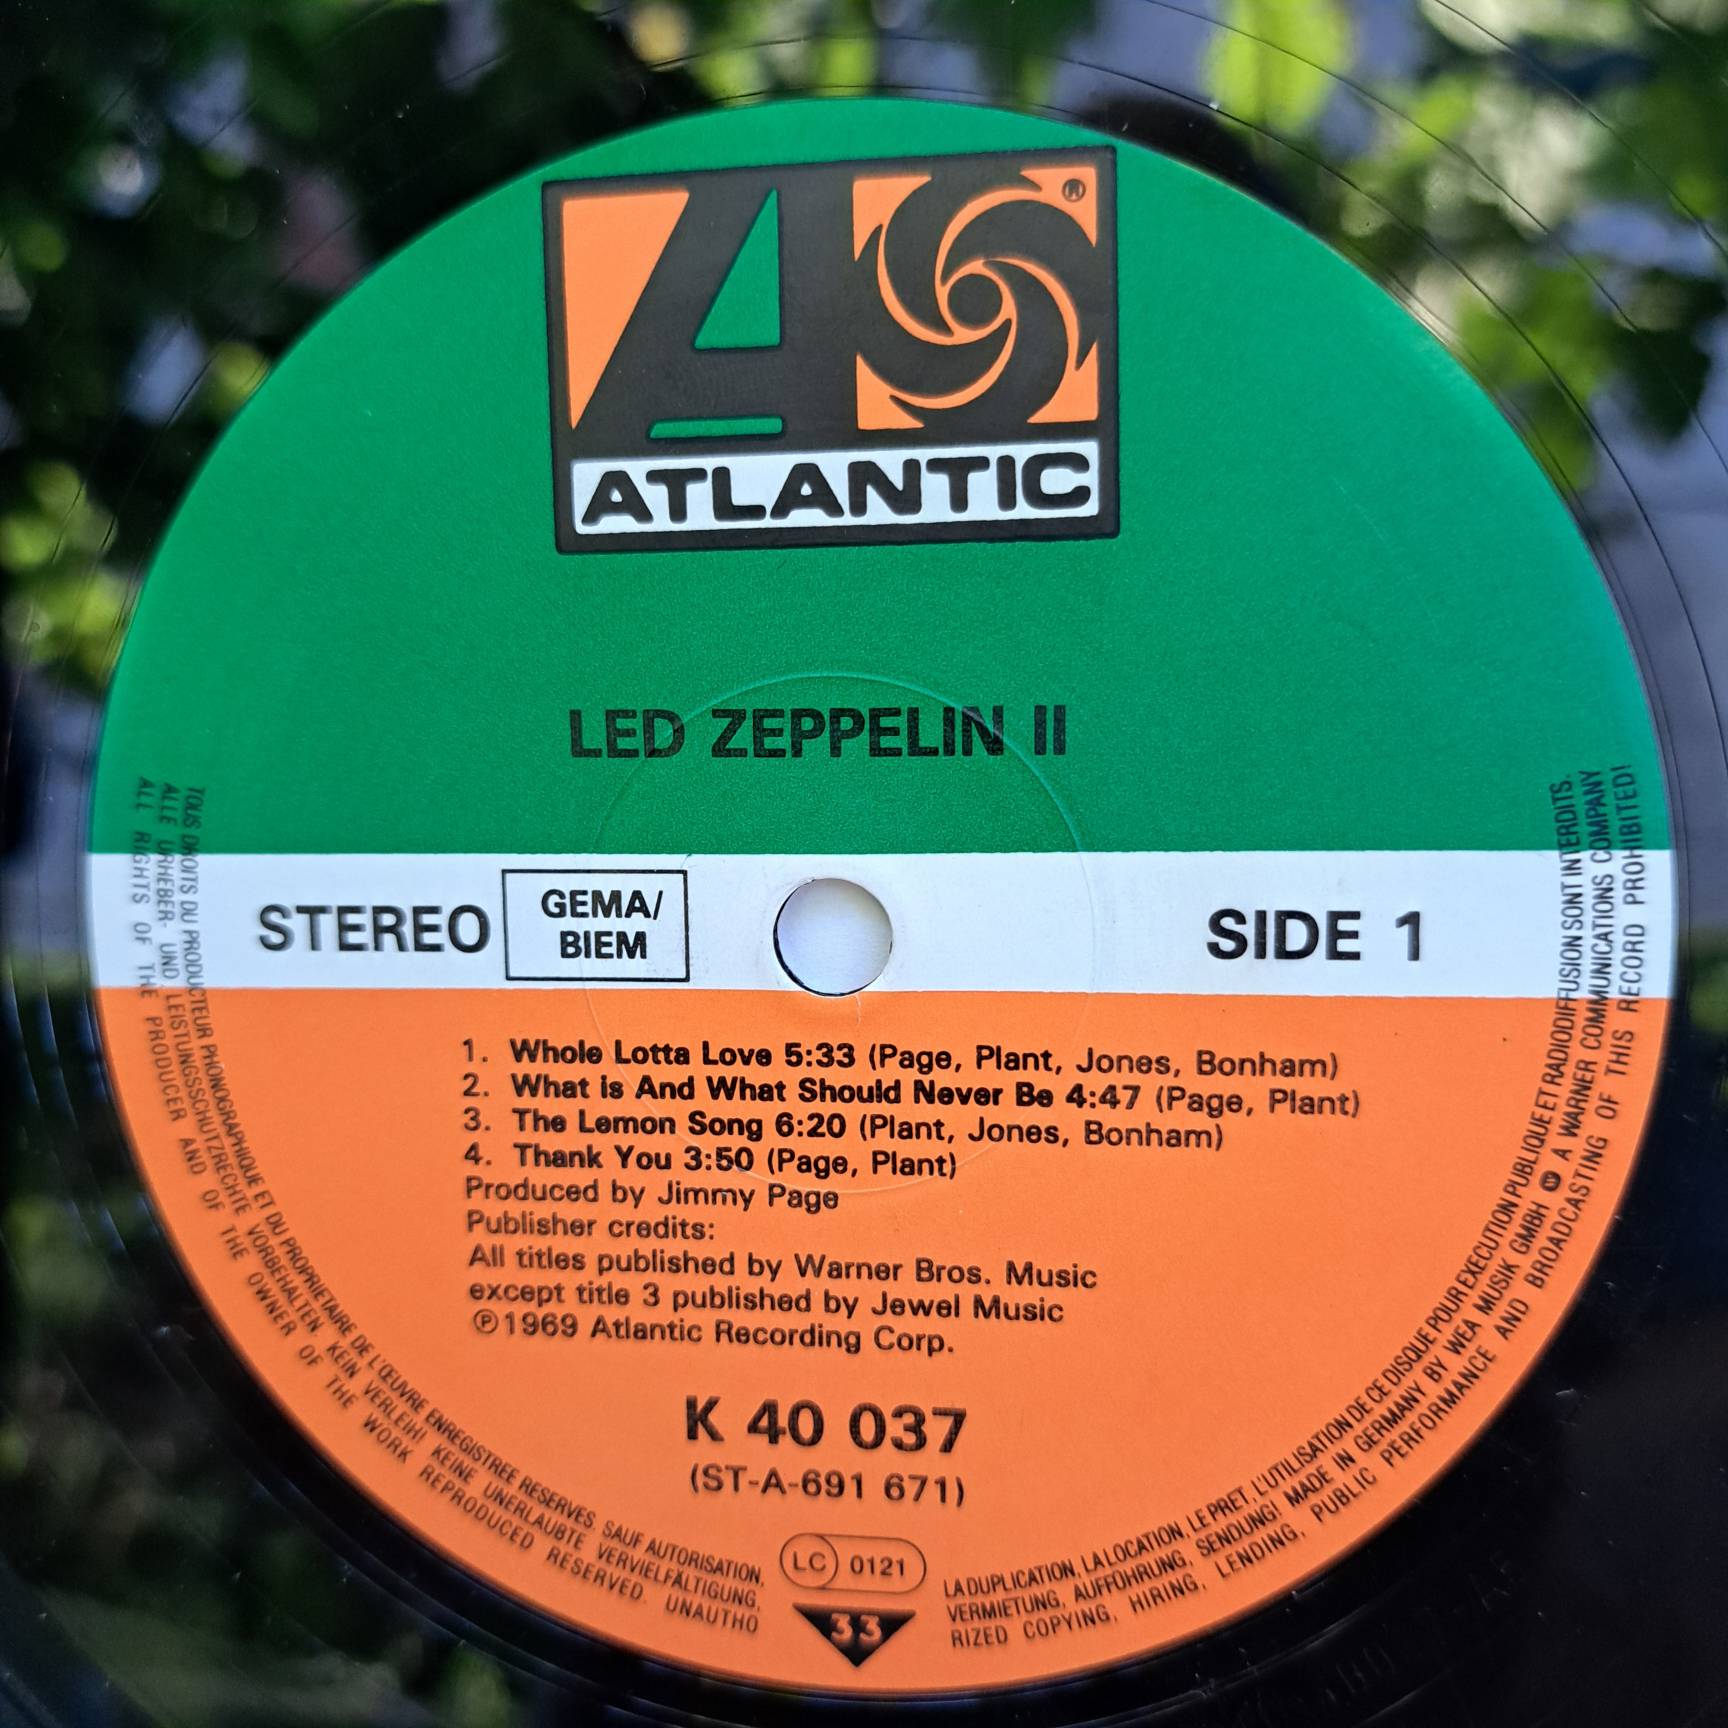 ®
ATLANTIC
LED ZEPPELIN II
STEREO
GEMA/
BIEM
SIDE 1
1. Whole Lotta Love 5:33 (Page, Plant, Jones, Bonham)
2. What is And What Should Never Be 4:47 (Page, Plant)
3. The Lemon Song 6:20 (Plant, Jones, Bonham)
4. Thank You 3:50 (Page, Plant)
Produced by Jimmy Page
Publisher credits:
All titles published by Warner Bros. Music
except title 3 published by Jewel Music
℗1969 Atlantic Recording Corp.
K 40 037
(ST-A-691 671)
LC 0121
33
TOUS DROITS DU PRODUCTEUR PHONOGRAPHIQUE ET DU PROPRIETAIRE DE L'ŒUVRE ENREGISTREE RESERVES. SAUF AUTORISATION, LA DUPLICATION, LA LOCATION, LE PRET, L'UTILISATION DE CE DISQUE POUR EXECUTION PUBLIQUE ET RADIODIFFUSION SONT INTERDITS.
ALLE URHEBER- UND LEISTUNGSSCHUTZRECHTE VORBEHALTEN. KEIN VERLEIH! KEINE UNERLAUBTE VERVIELFÄLTIGUNG, VERMIETUNG, AUFFÜHRUNG, SENDUNG! MADE IN GERMANY BY WEA MUSIK GMBH A WARNER COMMUNICATIONS COMPANY
ALL RIGHTS OF THE PRODUCER AND OF THE OWNER OF THE WORK REPRODUCED RESERVED. UNAUTHO RIZED COPYING, HIRING, LENDING, PUBLIC PERFORMANCE AND BROADCASTING OF THIS RECORD PROHIBITED!